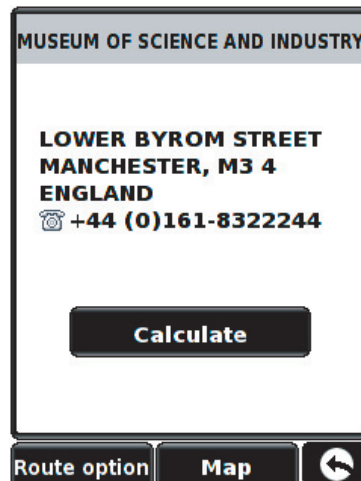 MUSEUM OF SCIENCE AND INDUSTRY
LOWER BYROM STREET
MANCHESTER, M3 4
ENGLAND
☏ +44 (0)161-8322244
Calculate
Route option Map